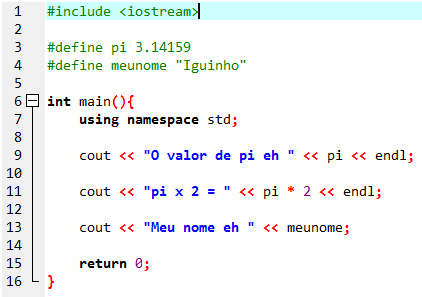 1 #include <iostream>
2
3 #define pi 3.14159
4 #define meunome "Iguinho"
5
6 int main(){
7 using namespace std;
8
9 cout << "O valor de pi eh " << pi << endl;
10
11 cout << "pi x 2 = " << pi * 2 << endl;
12
13 cout << "Meu nome eh " << meunome;
14
15 return 0;
16 }